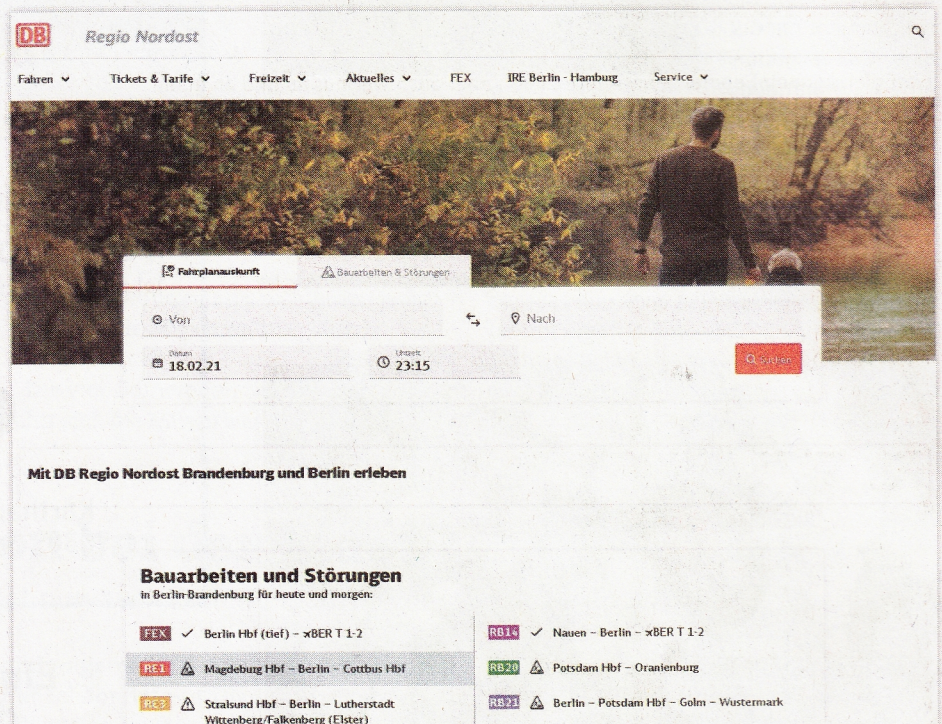 DB Regio Nordost
Fahren Tickets & Tarife Freizeit Aktuelles FEX IRE Berlin - Hamburg Service
Fahrplanauskunft Bauarbeiten & Störungen
Von Nach
Datum Uhrzeit
18.02.21 23:15 Suchen
Mit DB Regio Nordost Brandenburg und Berlin erleben
Bauarbeiten und Störungen
in Berlin-Brandenburg für heute und morgen:
FEX Berlin Hbf (tief) – BER T 1-2
RE1 Magdeburg Hbf – Berlin – Cottbus Hbf
RE3 Stralsund Hbf – Berlin – Lutherstadt
Wittenberg/Falkenberg (Elster)
RB14 Nauen – Berlin – BER T 1-2
RB20 Potsdam Hbf – Oranienburg
RB21 Berlin – Potsdam Hbf – Golm – Wustermark